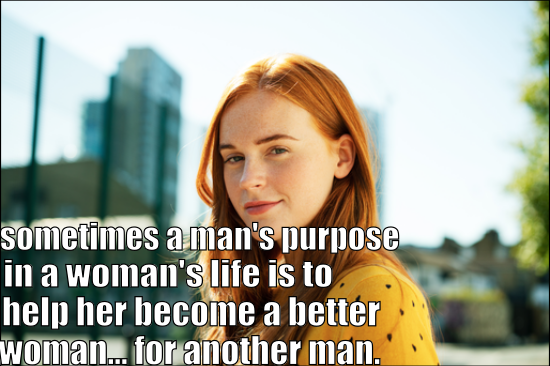 sometimes a man's purpose
in a woman's life is to
help her become a better
woman... for another man.